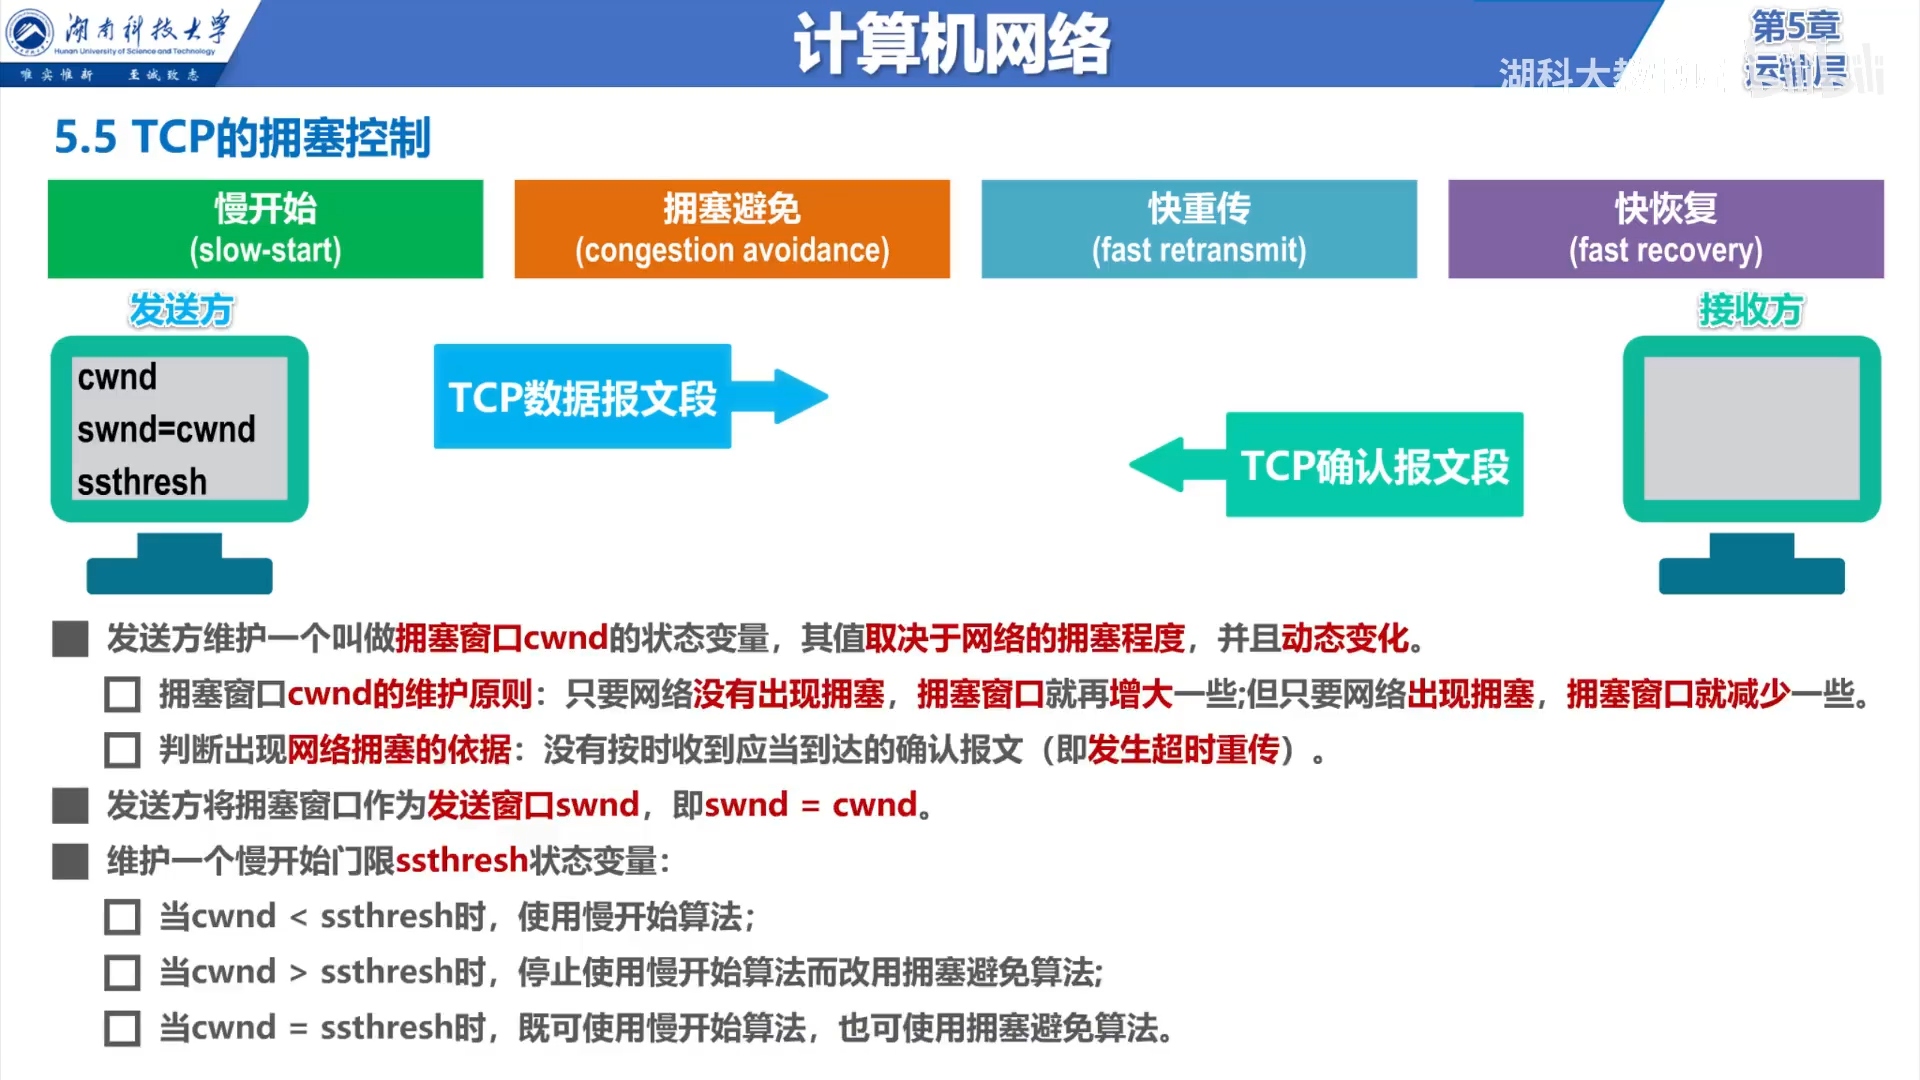 湖南科技大学
Hunan University of Science and Technology
唯实惟新 至诚致志
计算机网络
第5章
运输层
湖科大教书匠
bilibili
5.5 TCP的拥塞控制
慢开始
(slow-start)
拥塞避免
(congestion avoidance)
快重传
(fast retransmit)
快恢复
(fast recovery)
发送方
接收方
cwnd
swnd=cwnd
ssthresh
TCP数据报文段
TCP确认报文段
发送方维护一个叫做拥塞窗口cwnd的状态变量，其值取决于网络的拥塞程度，并且动态变化。
拥塞窗口cwnd的维护原则：只要网络没有出现拥塞，拥塞窗口就再增大一些;但只要网络出现拥塞，拥塞窗口就减少一些。
判断出现网络拥塞的依据：没有按时收到应当到达的确认报文（即发生超时重传）。
发送方将拥塞窗口作为发送窗口swnd，即swnd = cwnd。
维护一个慢开始门限ssthresh状态变量：
当cwnd < ssthresh时，使用慢开始算法；
当cwnd > ssthresh时，停止使用慢开始算法而改用拥塞避免算法;
当cwnd = ssthresh时，既可使用慢开始算法，也可使用拥塞避免算法。